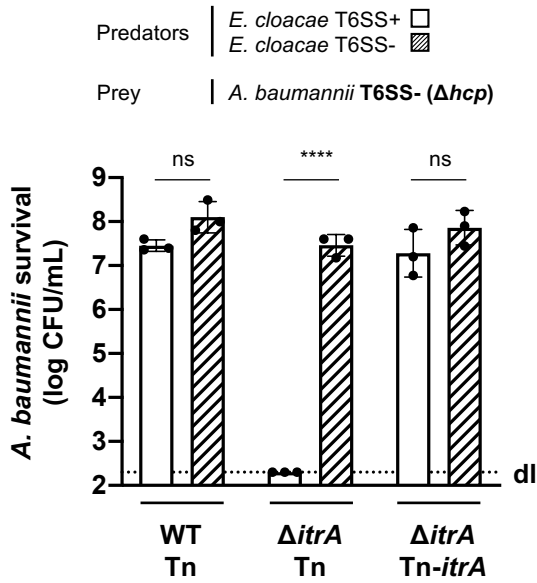 Predators
E. cloacae T6SS+
E. cloacae T6SS-
Prey
A. baumannii T6SS- (Δhcp)
ns
****
ns
A. baumannii survival
(log CFU/mL)
9
8
7
6
5
4
3
2
dl
WT
Tn
ΔitrA
Tn
ΔitrA
Tn-itrA